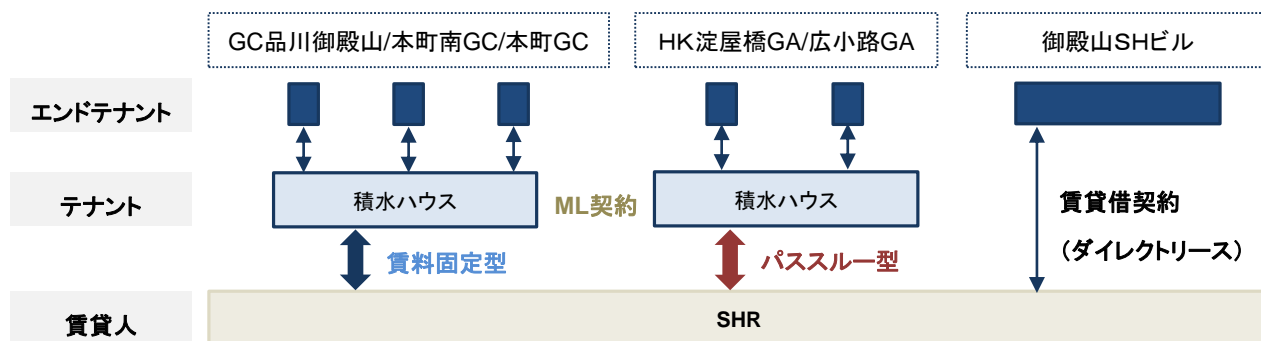 GC品川御殿山/本町南GC/本町GC
HK淀屋橋GA/広小路GA
御殿山SHビル
エンドテナント
テナント
積水ハウス
ML契約
積水ハウス
賃貸借契約
（ダイレクトリース）
賃料固定型
パススルー型
賃貸人
SHR